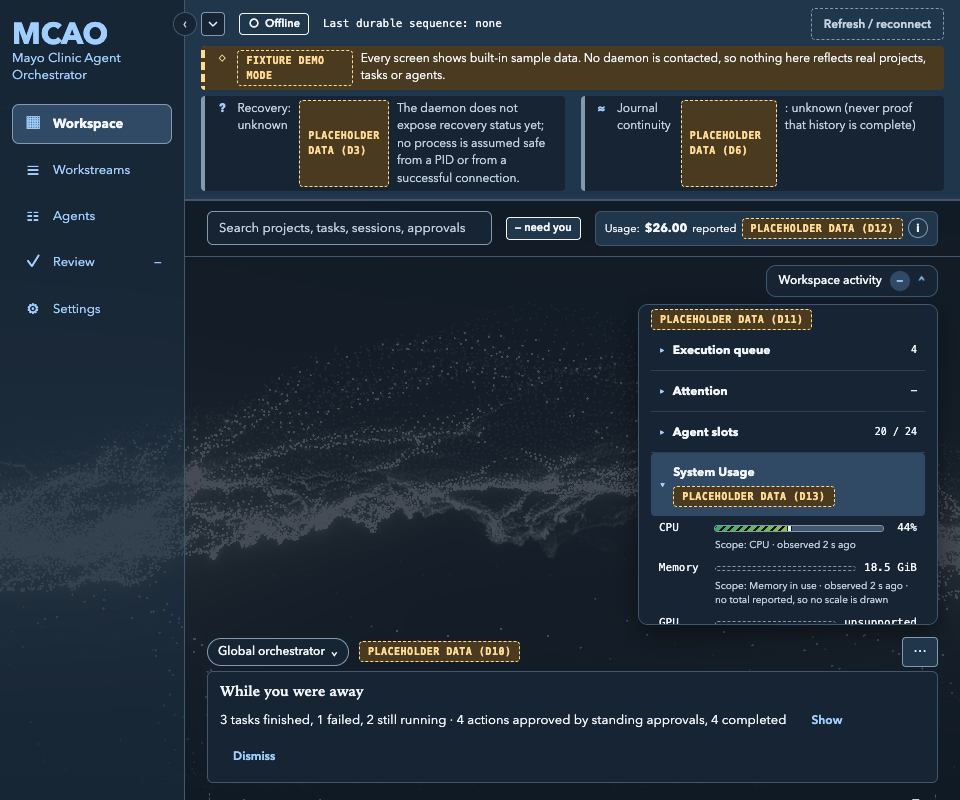 MCAO
Mayo Clinic Agent
Orchestrator
Workspace
Workstreams
Agents
Review –
Settings
Offline
Last durable sequence: none
Refresh / reconnect
FIXTURE DEMO
MODE
Every screen shows built-in sample data. No daemon is contacted, so nothing here reflects real projects,
tasks or agents.
? Recovery:
unknown
PLACEHOLDER
DATA (D3)
The daemon does not
expose recovery status yet;
no process is assumed safe
from a PID or from a
successful connection.
≈ Journal
continuity
PLACEHOLDER
DATA (D6)
: unknown (never proof
that history is complete)
Search projects, tasks, sessions, approvals
– need you
Usage: $26.00 reported PLACEHOLDER DATA (D12) i
Workspace activity –
PLACEHOLDER DATA (D11)
Execution queue 4
Attention –
Agent slots 20 / 24
System Usage
PLACEHOLDER DATA (D13)
CPU 44%
Scope: CPU · observed 2 s ago
Memory 18.5 GiB
Scope: Memory in use · observed 2 s ago ·
no total reported, so no scale is drawn
GPU unsupported
Global orchestrator
PLACEHOLDER DATA (D10)
...
While you were away
3 tasks finished, 1 failed, 2 still running · 4 actions approved by standing approvals, 4 completed
Show
Dismiss